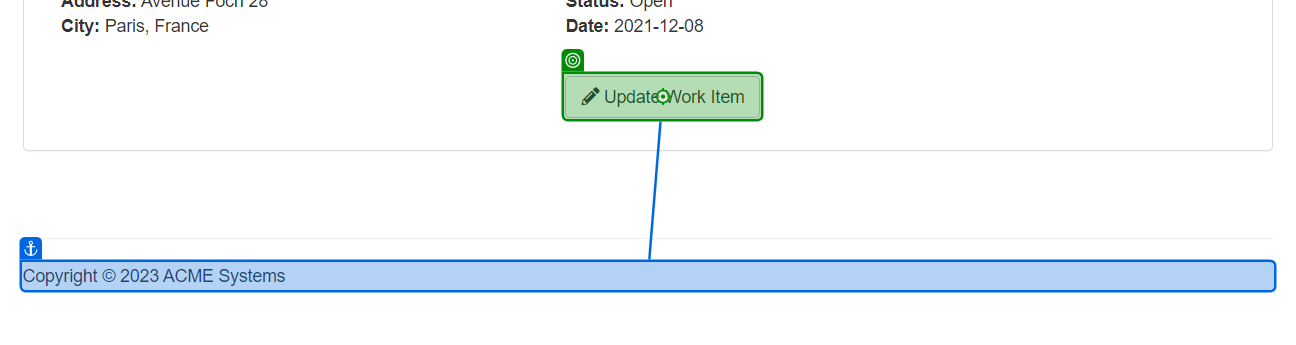 Address: Avenue Foch 28
City: Paris, France
Status: Open
Date: 2021-12-08
Update Work Item
Copyright © 2023 ACME Systems